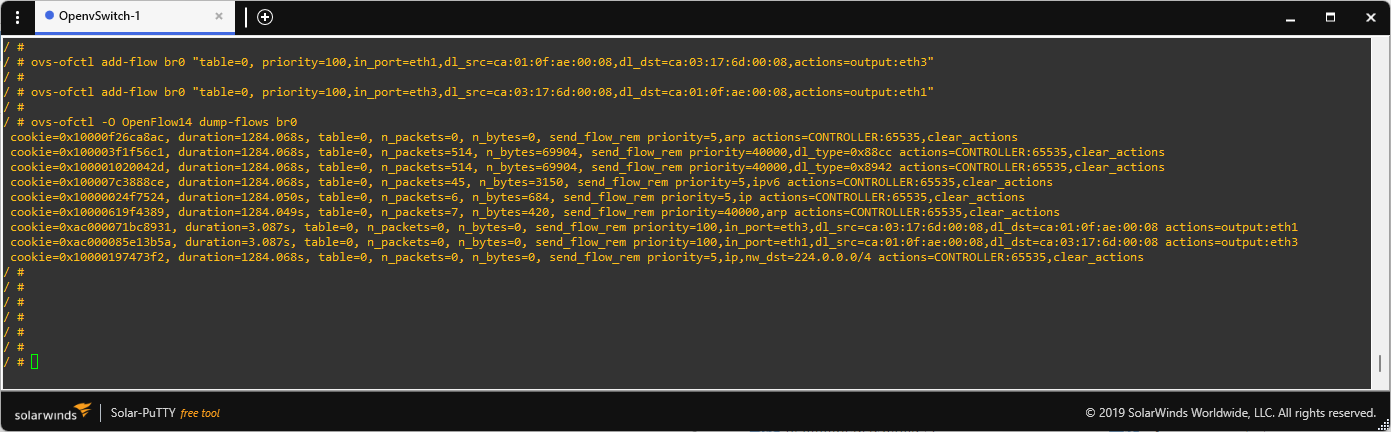 OpenvSwitch-1
/ #
/ # ovs-ofctl add-flow br0 "table=0, priority=100,in_port=eth1,dl_src=ca:01:0f:ae:00:08,dl_dst=ca:03:17:6d:00:08,actions=output:eth3"
/ #
/ # ovs-ofctl add-flow br0 "table=0, priority=100,in_port=eth3,dl_src=ca:03:17:6d:00:08,dl_dst=ca:01:0f:ae:00:08,actions=output:eth1"
/ #
/ # ovs-ofctl -O OpenFlow14 dump-flows br0
cookie=0x10000f26ca8ac, duration=1284.068s, table=0, n_packets=0, n_bytes=0, send_flow_rem priority=5,arp actions=CONTROLLER:65535,clear_actions
cookie=0x100003f1f56c1, duration=1284.068s, table=0, n_packets=514, n_bytes=69904, send_flow_rem priority=40000,dl_type=0x88cc actions=CONTROLLER:65535,clear_actions
cookie=0x100001020042d, duration=1284.068s, table=0, n_packets=514, n_bytes=69904, send_flow_rem priority=40000,dl_type=0x8942 actions=CONTROLLER:65535,clear_actions
cookie=0x100007c3888ce, duration=1284.068s, table=0, n_packets=45, n_bytes=3150, send_flow_rem priority=5,ipv6 actions=CONTROLLER:65535,clear_actions
cookie=0x10000024f7524, duration=1284.050s, table=0, n_packets=6, n_bytes=684, send_flow_rem priority=5,ip actions=CONTROLLER:65535,clear_actions
cookie=0x10000619f4389, duration=1284.049s, table=0, n_packets=7, n_bytes=420, send_flow_rem priority=40000,arp actions=CONTROLLER:65535,clear_actions
cookie=0xac000071bc8931, duration=3.087s, table=0, n_packets=0, n_bytes=0, send_flow_rem priority=100,in_port=eth3,dl_src=ca:03:17:6d:00:08,dl_dst=ca:01:0f:ae:00:08 actions=output:eth1
cookie=0xac000085e13b5a, duration=3.087s, table=0, n_packets=0, n_bytes=0, send_flow_rem priority=100,in_port=eth1,dl_src=ca:01:0f:ae:00:08,dl_dst=ca:03:17:6d:00:08 actions=output:eth3
cookie=0x10000197473f2, duration=1284.068s, table=0, n_packets=0, n_bytes=0, send_flow_rem priority=5,ip,nw_dst=224.0.0.0/4 actions=CONTROLLER:65535,clear_actions
/ #
/ #
/ #
/ #
/ #
/ #
/ #
solarwinds Solar-PuTTY free tool © 2019 SolarWinds Worldwide, LLC. All rights reserved.